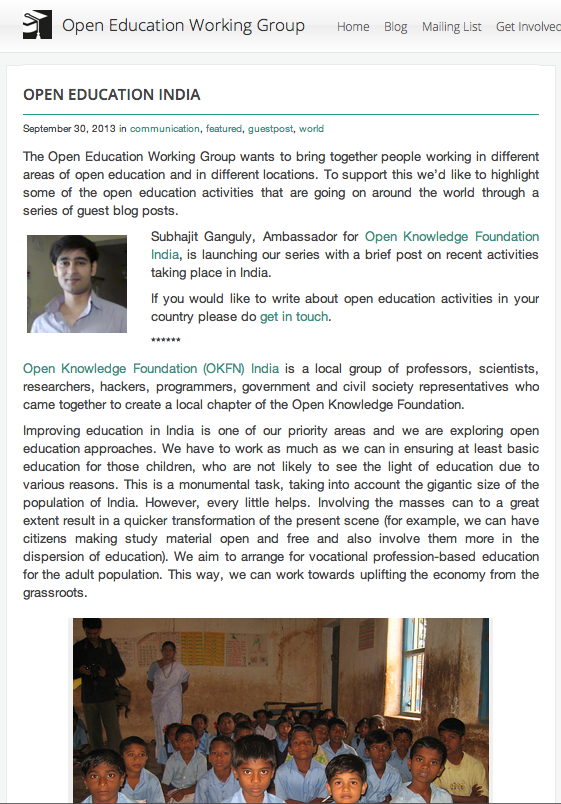 Open Education Working Group
Home Blog Mailing List Get Involved
OPEN EDUCATION INDIA
September 30, 2013 in communication, featured, guestpost, world
The Open Education Working Group wants to bring together people working in different
areas of open education and in different locations. To support this we'd like to highlight
some of the open education activities that are going on around the world through a
series of guest blog posts.
Subhajit Ganguly, Ambassador for Open Knowledge Foundation
India, is launching our series with a brief post on recent activities
taking place in India.
If you would like to write about open education activities in your
country please do get in touch.
******
Open Knowledge Foundation (OKFN) India is a local group of professors, scientists,
researchers, hackers, programmers, government and civil society representatives who
came together to create a local chapter of the Open Knowledge Foundation.
Improving education in India is one of our priority areas and we are exploring open
education approaches. We have to work as much as we can in ensuring at least basic
education for those children, who are not likely to see the light of education due to
various reasons. This is a monumental task, taking into account the gigantic size of the
population of India. However, every little helps. Involving the masses can to a great
extent result in a quicker transformation of the present scene (for example, we can have
citizens making study material open and free and also involve them more in the
dispersion of education). We aim to arrange for vocational profession-based education
for the adult population. This way, we can work towards uplifting the economy from the
grassroots.